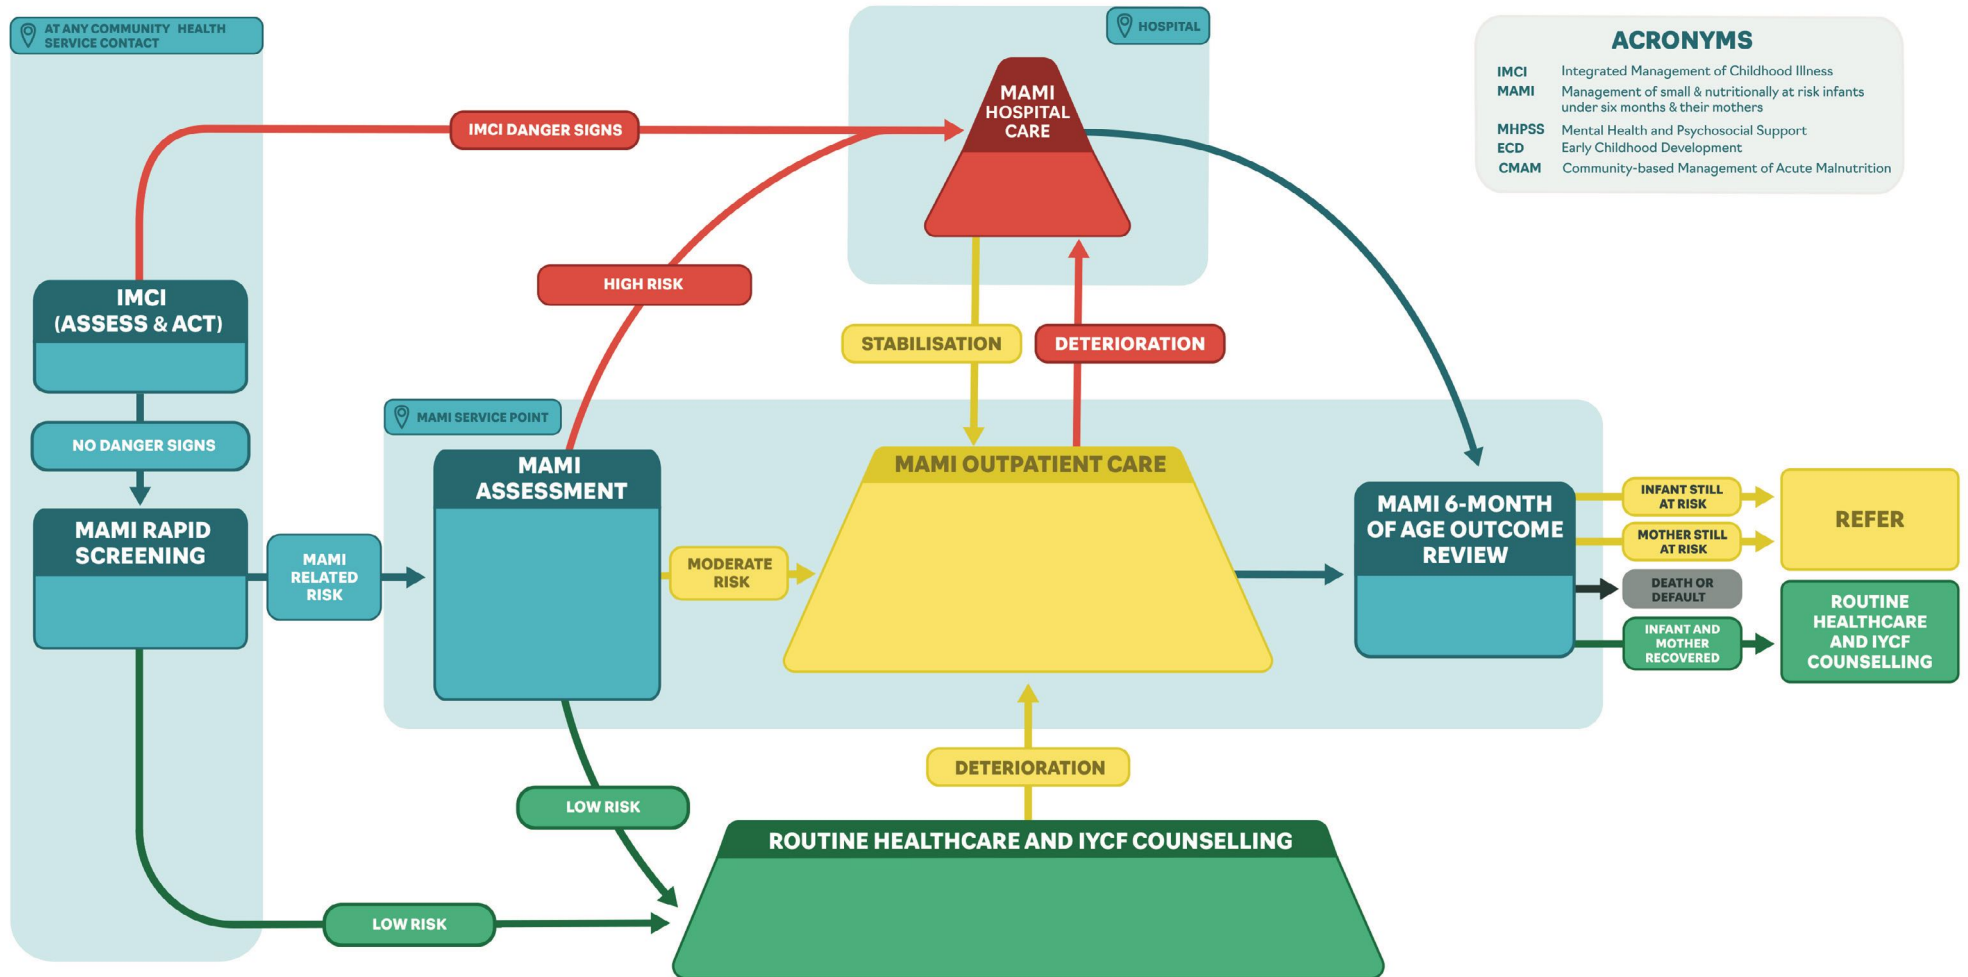 AT ANY COMMUNITY HEALTH
SERVICE CONTACT
HOSPITAL
ACRONYMS
IMCI Integrated Management of Childhood Illness
MAMI Management of small & nutritionally at risk infants
under six months & their mothers
MHPSS Mental Health and Psychosocial Support
ECD Early Childhood Development
CMAM Community-based Management of Acute Malnutrition
MAMI
HOSPITAL
CARE
IMCI DANGER SIGNS
HIGH RISK
IMCI
(ASSESS & ACT)
STABILISATION
DETERIORATION
NO DANGER SIGNS
MAMI SERVICE POINT
MAMI RAPID
SCREENING
MAMI
RELATED
RISK
MAMI
ASSESSMENT
MODERATE
RISK
MAMI OUTPATIENT CARE
MAMI 6-MONTH
OF AGE OUTCOME
REVIEW
INFANT STILL
AT RISK
MOTHER STILL
AT RISK
REFER
DEATH OR
DEFAULT
INFANT AND
MOTHER
RECOVERED
ROUTINE
HEALTHCARE
AND IYCF
COUNSELLING
DETERIORATION
LOW RISK
ROUTINE HEALTHCARE AND IYCF COUNSELLING
LOW RISK